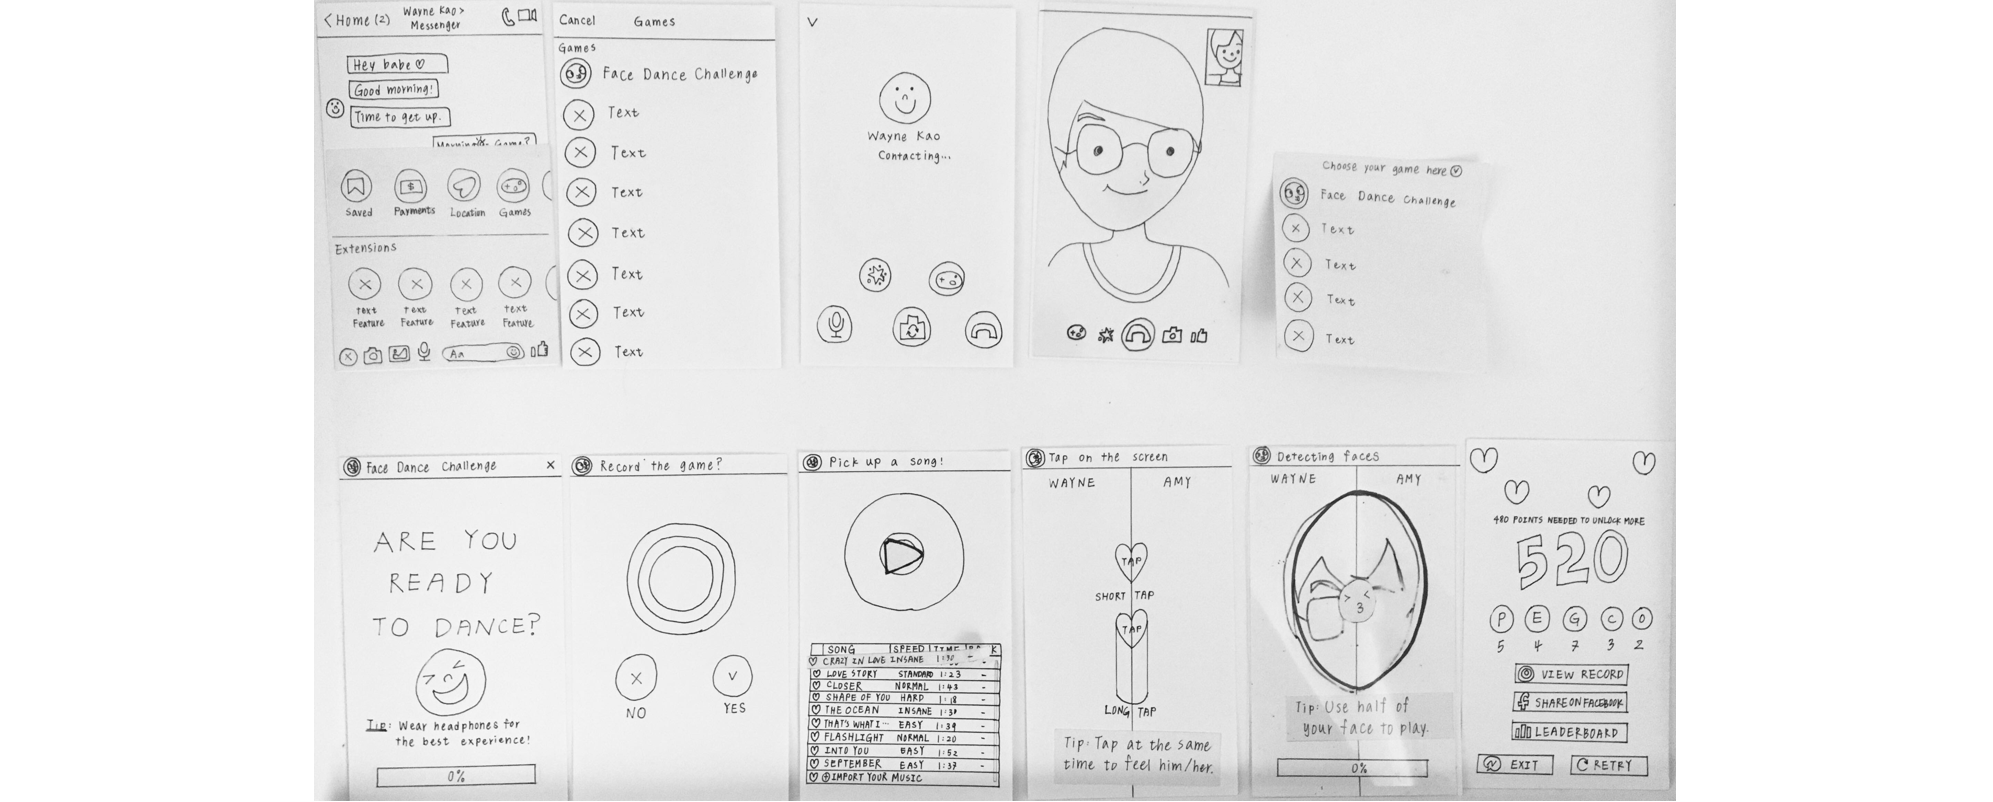 Home (2)
Wayne Kao >
Messenger
Hey babe ♡
Good morning!
Time to get up.
Morning Game?
Saved Payments Location Games
Extensions
Text Text Text Text
Feature Feature Feature Feature
Aa
Cancel Games
Games
Face Dance Challenge
Text
Text
Text
Text
Text
Text
Text
Wayne Kao
Contacting...
Choose your game here
Face Dance Challenge
Text
Text
Text
Text
Face Dance Challenge ×
ARE YOU
READY
TO DANCE?
Tip: Wear headphones for
the best experience!
0%
Record the game?
NO YES
Pick up a song!
SONG SPEED TIME
CRAZY IN LOVE INSANE
LOVE STORY STANDARD 1:23 -
CLOSER NORMAL 1:43
SHAPE OF YOU HARD 1:18 -
THE OCEAN INSANE -
THAT'S WHAT I... EASY 1:39 -
FLASHLIGHT NORMAL 1:20 -
INTO YOU EASY 1:52 -
SEPTEMBER EASY 1:37 -
IMPORT YOUR MUSIC
Tap on the screen
WAYNE AMY
TAP
SHORT TAP
TAP
LONG TAP
Tip: Tap at the same
time to feel him/her.
Detecting faces
WAYNE AMY
3
Tip: Use half of
your face to play.
0%
480 POINTS NEEDED TO UNLOCK MORE
520
P E G C O
5 4 7 3 2
VIEW RECORD
SHARE ON FACEBOOK
LEADERBOARD
EXIT RETRY